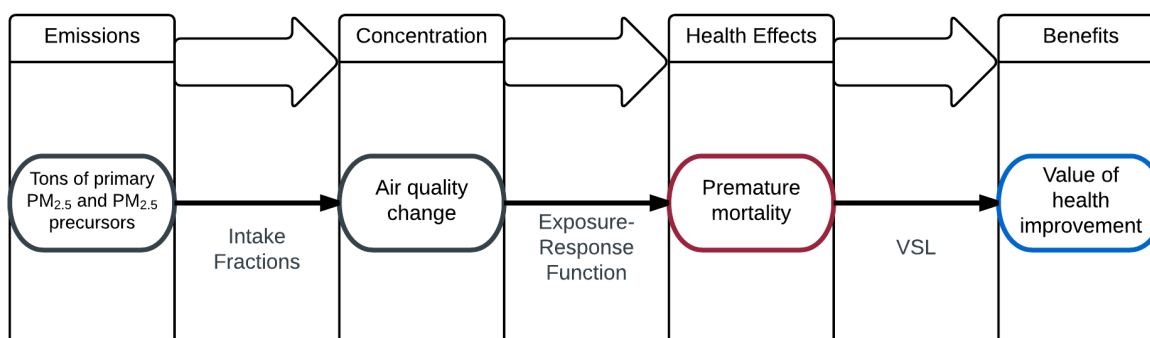 Emissions
Concentration
Health Effects
Benefits
Tons of primary
PM2.5 and PM2.5
precursors
Intake
Fractions
Air quality
change
Exposure-
Response
Function
Premature
mortality
VSL
Value of
health
improvement